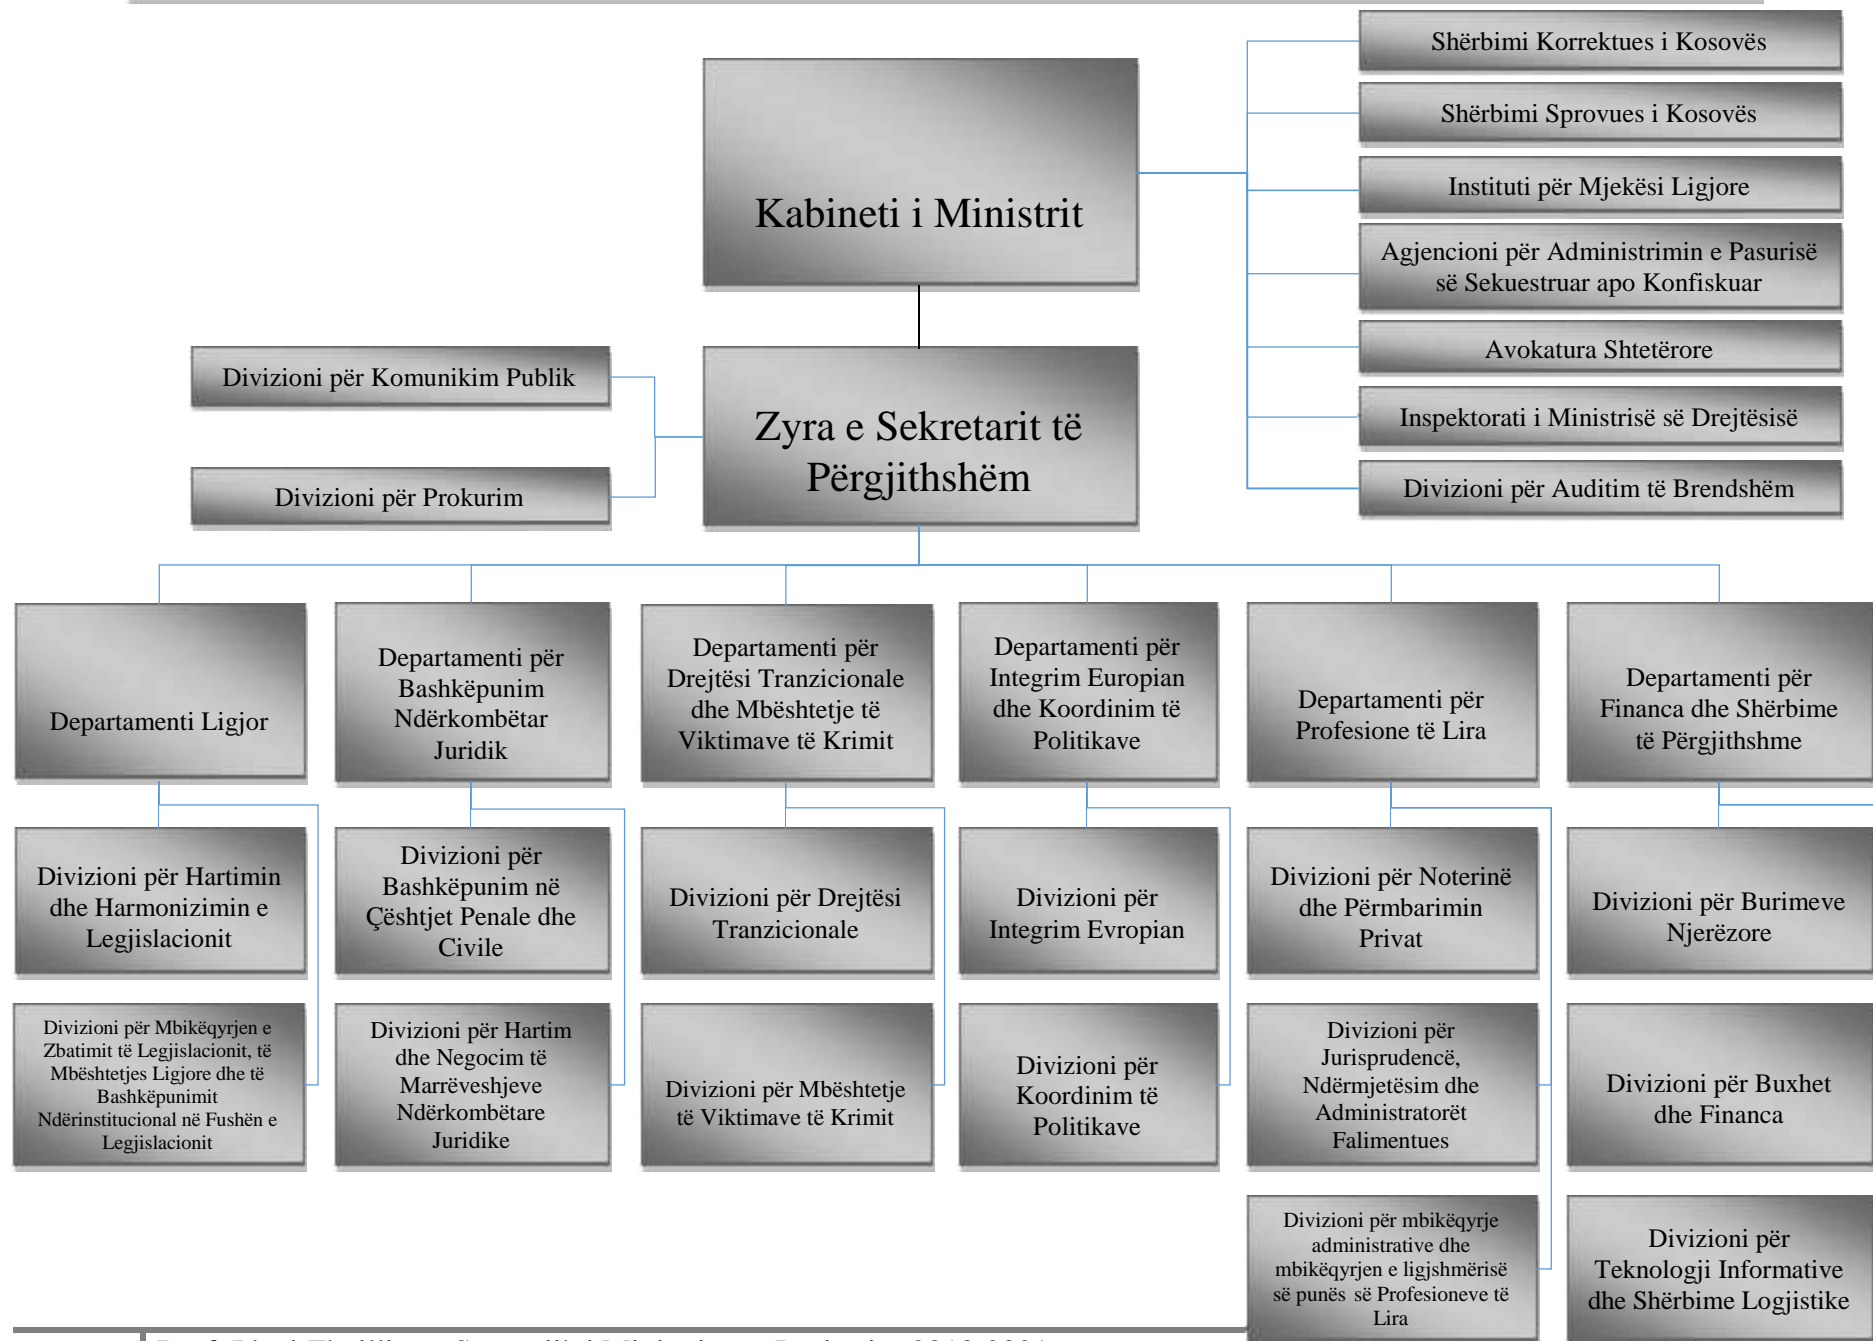 Shërbimi Korrektues i Kosovës
Shërbimi Sprovues i Kosovës
Instituti për Mjekësi Ligjore
Agjencioni për Administrimin e Pasurisë
së Sekuestruar apo Konfiskuar
Avokatura Shtetërore
Inspektorati i Ministrisë së Drejtësisë
Divizioni për Auditim të Brendshëm
Kabineti i Ministrit
Zyra e Sekretarit të
Përgjithshëm
Divizioni për Komunikim Publik
Divizioni për Prokurim
Departamenti Ligjor
Departamenti për
Bashkëpunim
Ndërkombëtar
Juridik
Departamenti për
Drejtësi Tranzicionale
dhe Mbështetje të
Viktimave të Krimit
Departamenti për
Integrim Europian
dhe Koordinim të
Politikave
Departamenti për
Profesione të Lira
Departamenti për
Financa dhe Shërbime
të Përgjithshme
Divizioni për Hartimin
dhe Harmonizimin e
Legjislacionit
Divizioni për
Bashkëpunim në
Çështjet Penale dhe
Civile
Divizioni për Drejtësi
Tranzicionale
Divizioni për
Integrim Evropian
Divizioni për Noterinë
dhe Përmbarimin
Privat
Divizioni për Burimeve
Njerëzore
Divizioni për Mbikëqyrjen e
Zbatimit të Legjislacionit, të
Mbështetjes Ligjore dhe të
Bashkëpunimit
Ndërinstitucional në Fushën e
Legjislacionit
Divizioni për Hartim
dhe Negocim të
Marrëveshjeve
Ndërkombëtare
Juridike
Divizioni për Mbështetje
të Viktimave të Krimit
Divizioni për
Koordinim të
Politikave
Divizioni për
Jurisprudencë,
Ndërmjetësim dhe
Administratorët
Falimentues
Divizioni për Buxhet
dhe Financa
Divizioni për mbikëqyrje
administrative dhe
mbikëqyrjen e ligjshmërisë
së punës së Profesioneve të
Lira
Divizioni për
Teknologji Informative
dhe Shërbime Logjistike